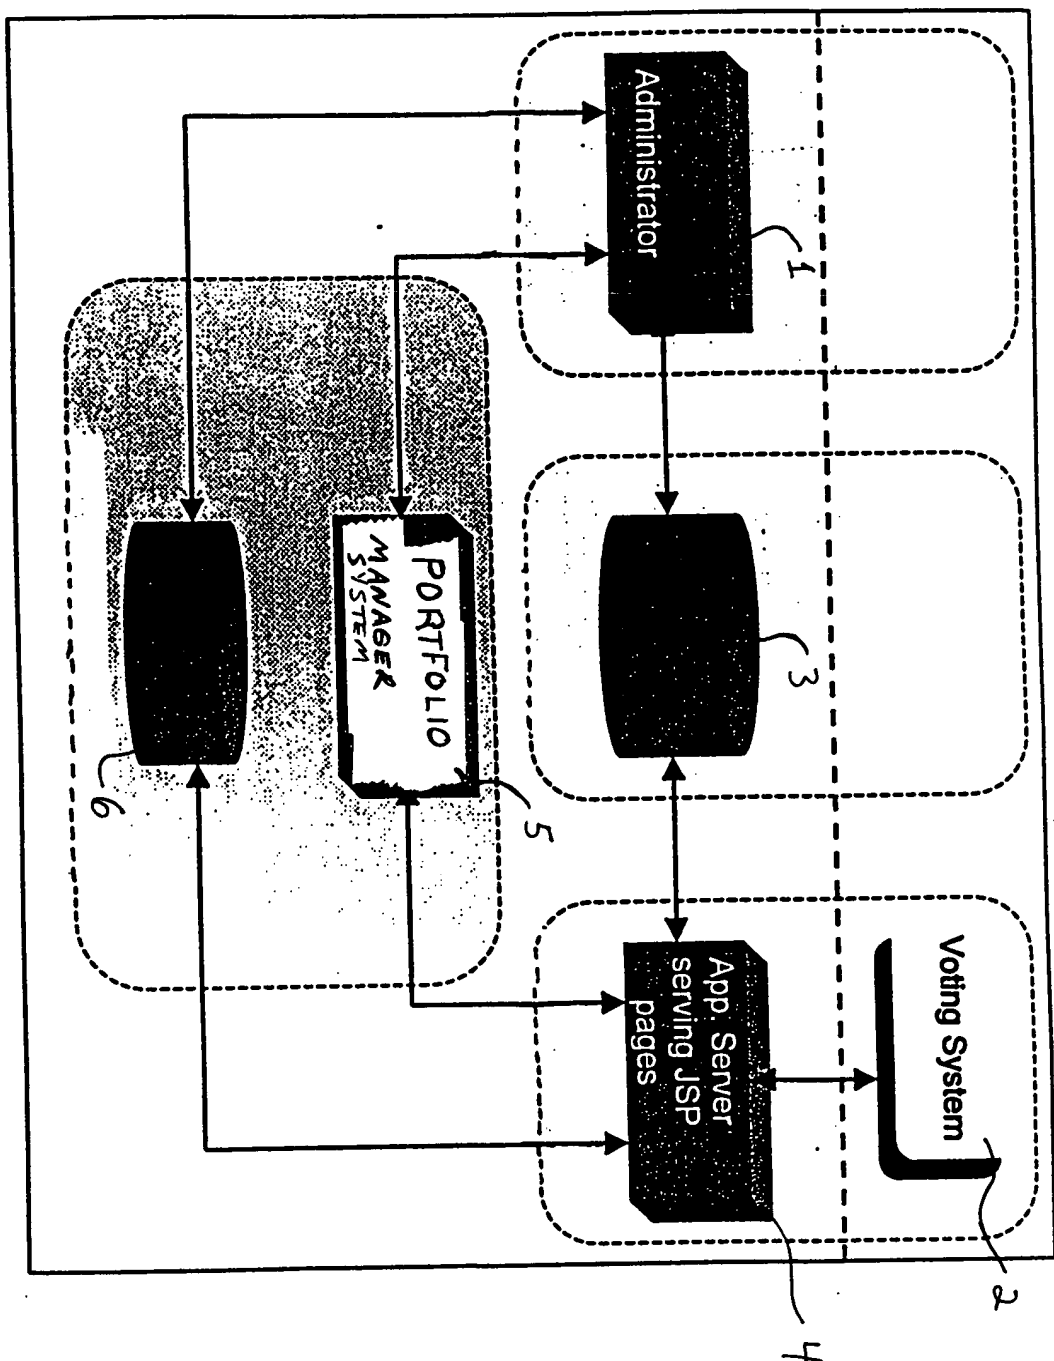 Voting System
2
Administrator
1
3
App. Server
serving JSP
pages
4
PORTFOLIO
MANAGER
SYSTEM
5
6